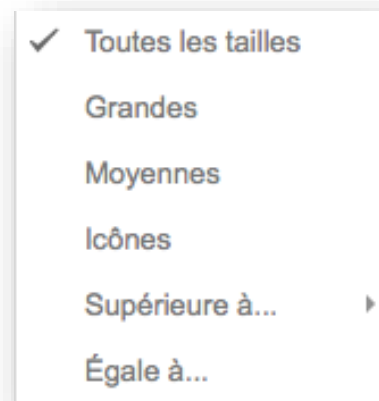 Toutes les tailles
Grandes
Moyennes
Icônes
Supérieure à...
Égale à...